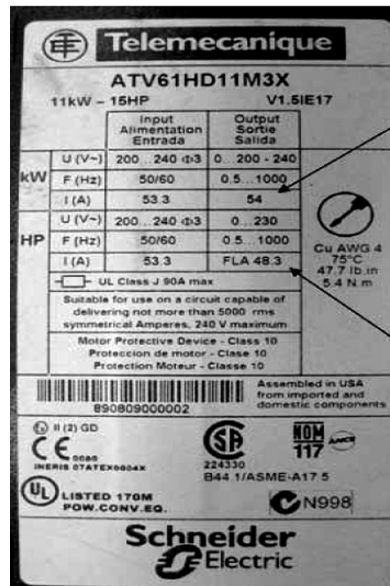 Telemecanique
ATV61HD11M3X
11kW – 15HP V1.5IE17
Input Alimentation Entrada
Output Sortie Salida
kW
U (V~) 200...240 Φ3 0...200 - 240
F (Hz) 50/60 0.5...1000
I (A) 53.3 54
HP
U (V~) 200...240 Φ3 0...230
F (Hz) 50/60 0.5...1000
I (A) 53.3 FLA 48.3
Cu AWG 4
75°C
47.7 lb.in
5.4 N.m
UL Class J 90A max
Suitable for use on a circuit capable of
delivering not more than 5000 rms
symmetrical Amperes, 240 V maximum
Motor Protective Device - Class 10
Proteccion de motor - Clase 10
Protection Moteur - Classe 10
890809000002
Assembled in USA
from imported and
domestic components
Ex II (2) GD
CE
INERIS 07ATEX0004X
SA
224330
B44.1/ASME-A17.5
NOM
117
ANCE
UL
LISTED 170M
POW.CONV.EQ.
N998
Schneider
Electric